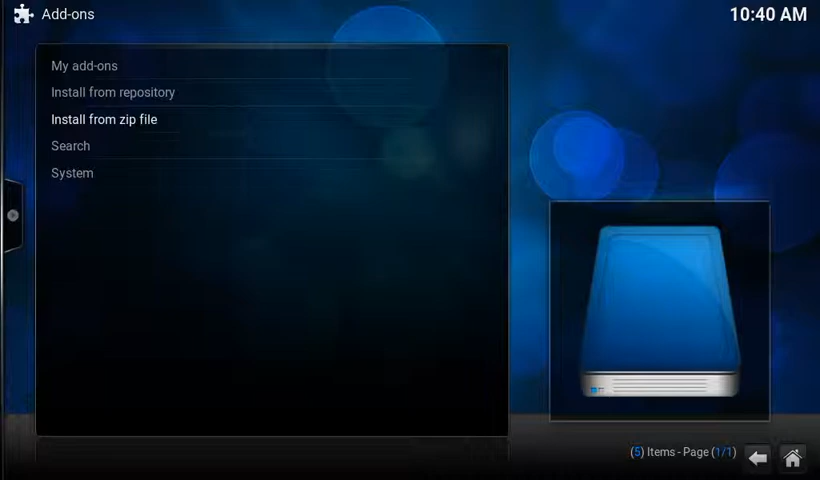 Add-ons
10:40 AM
My add-ons
Install from repository
Install from zip file
Search
System
(5) Items - Page (1/1)